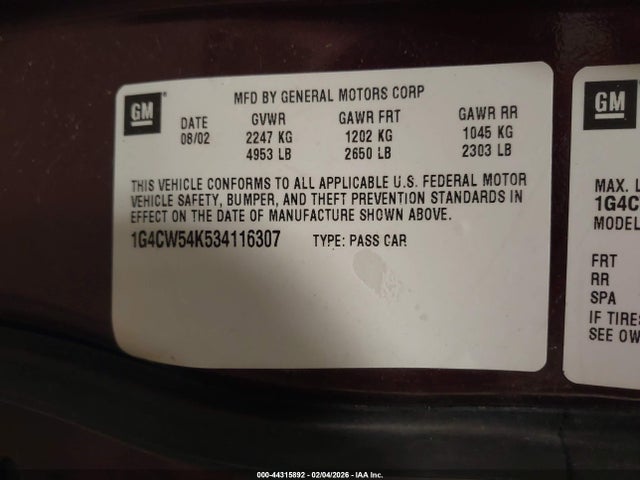 GM
MFD BY GENERAL MOTORS CORP
DATE GVWR GAWR FRT GAWR RR
08/02 2247 KG 1202 KG 1045 KG
4953 LB 2650 LB 2303 LB
THIS VEHICLE CONFORMS TO ALL APPLICABLE U.S. FEDERAL MOTOR
VEHICLE SAFETY, BUMPER, AND THEFT PREVENTION STANDARDS IN
EFFECT ON THE DATE OF MANUFACTURE SHOWN ABOVE.
1G4CW54K534116307 TYPE: PASS CAR
GM
MAX. L
1G4C
MODEL
FRT
RR
SPA
IF TIRES
SEE OW
000-44315892 - 02/04/2026 - IAA Inc.